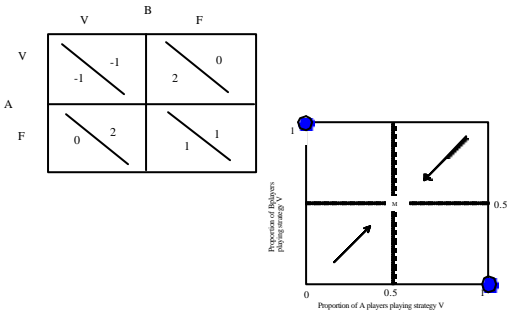 B
V F
V
-1
-1
0
2
A
F
0
2
1
1
1
M
0.5
Proportion of Bplayers
playing strategy V
0 0.5 1
Proportion of A players playing strategy V